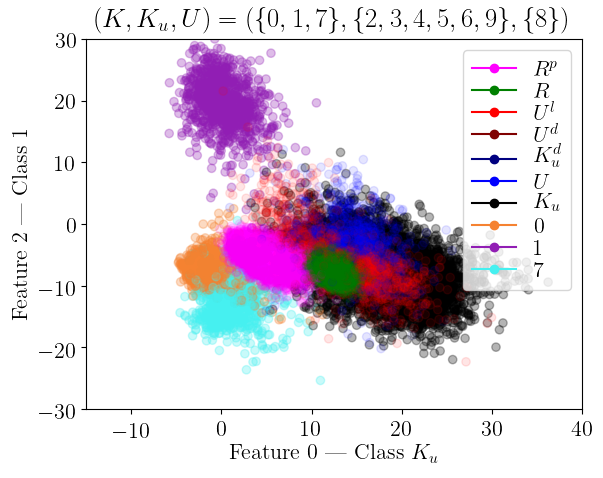 (K, K_u, U) = ({0, 1, 7}, {2, 3, 4, 5, 6, 9}, {8})
30
20
10
0
−10
−20
−30
Feature 2 — Class 1
R^p
R
U^l
U^d
K_u^d
U
K_u
0
1
7
−10
0
10
20
30
40
Feature 0 — Class K_u